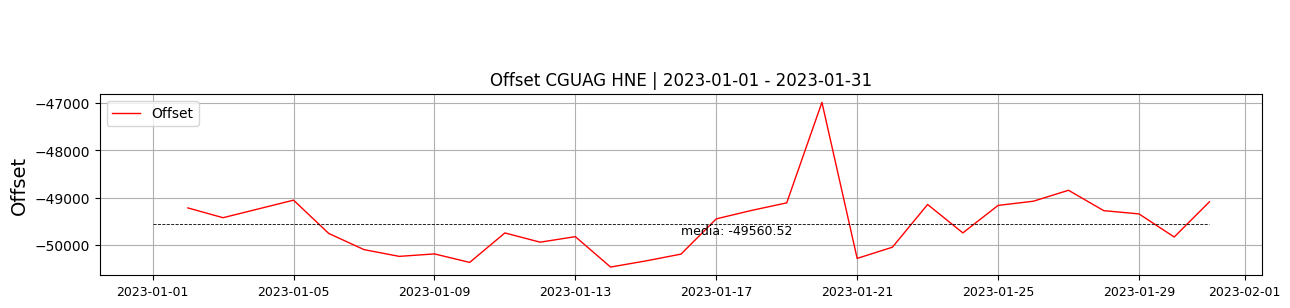 Offset CGUAG HNE | 2023-01-01 - 2023-01-31
Offset
−47000
−48000
−49000
−50000
Offset
media: -49560.52
2023-01-01 2023-01-05 2023-01-09 2023-01-13 2023-01-17 2023-01-21 2023-01-25 2023-01-29 2023-02-01